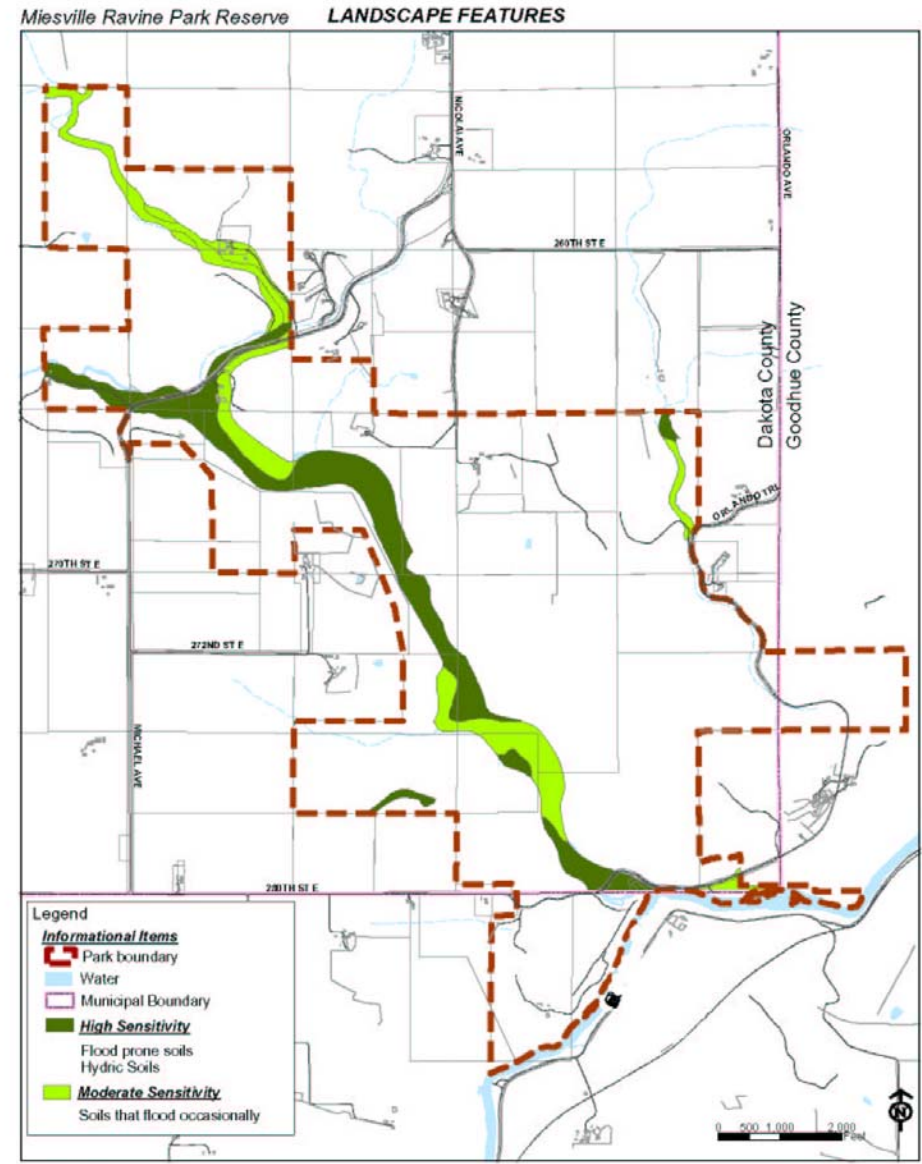 Miesville Ravine Park Reserve LANDSCAPE FEATURES
NICOLAI AVE
ORLANDO AVE
260TH ST E
Dakota County
Goodhue County
ORLANDO TRL
270TH ST E
272ND ST E
MICHAEL AVE
280TH ST E
Legend
Informational Items
Park boundary
Water
Municipal Boundary
High Sensitivity
Flood prone soils
Hydric Soils
Moderate Sensitivity
Soils that flood occasionally
N
0 500 1,000 2,000
Feet